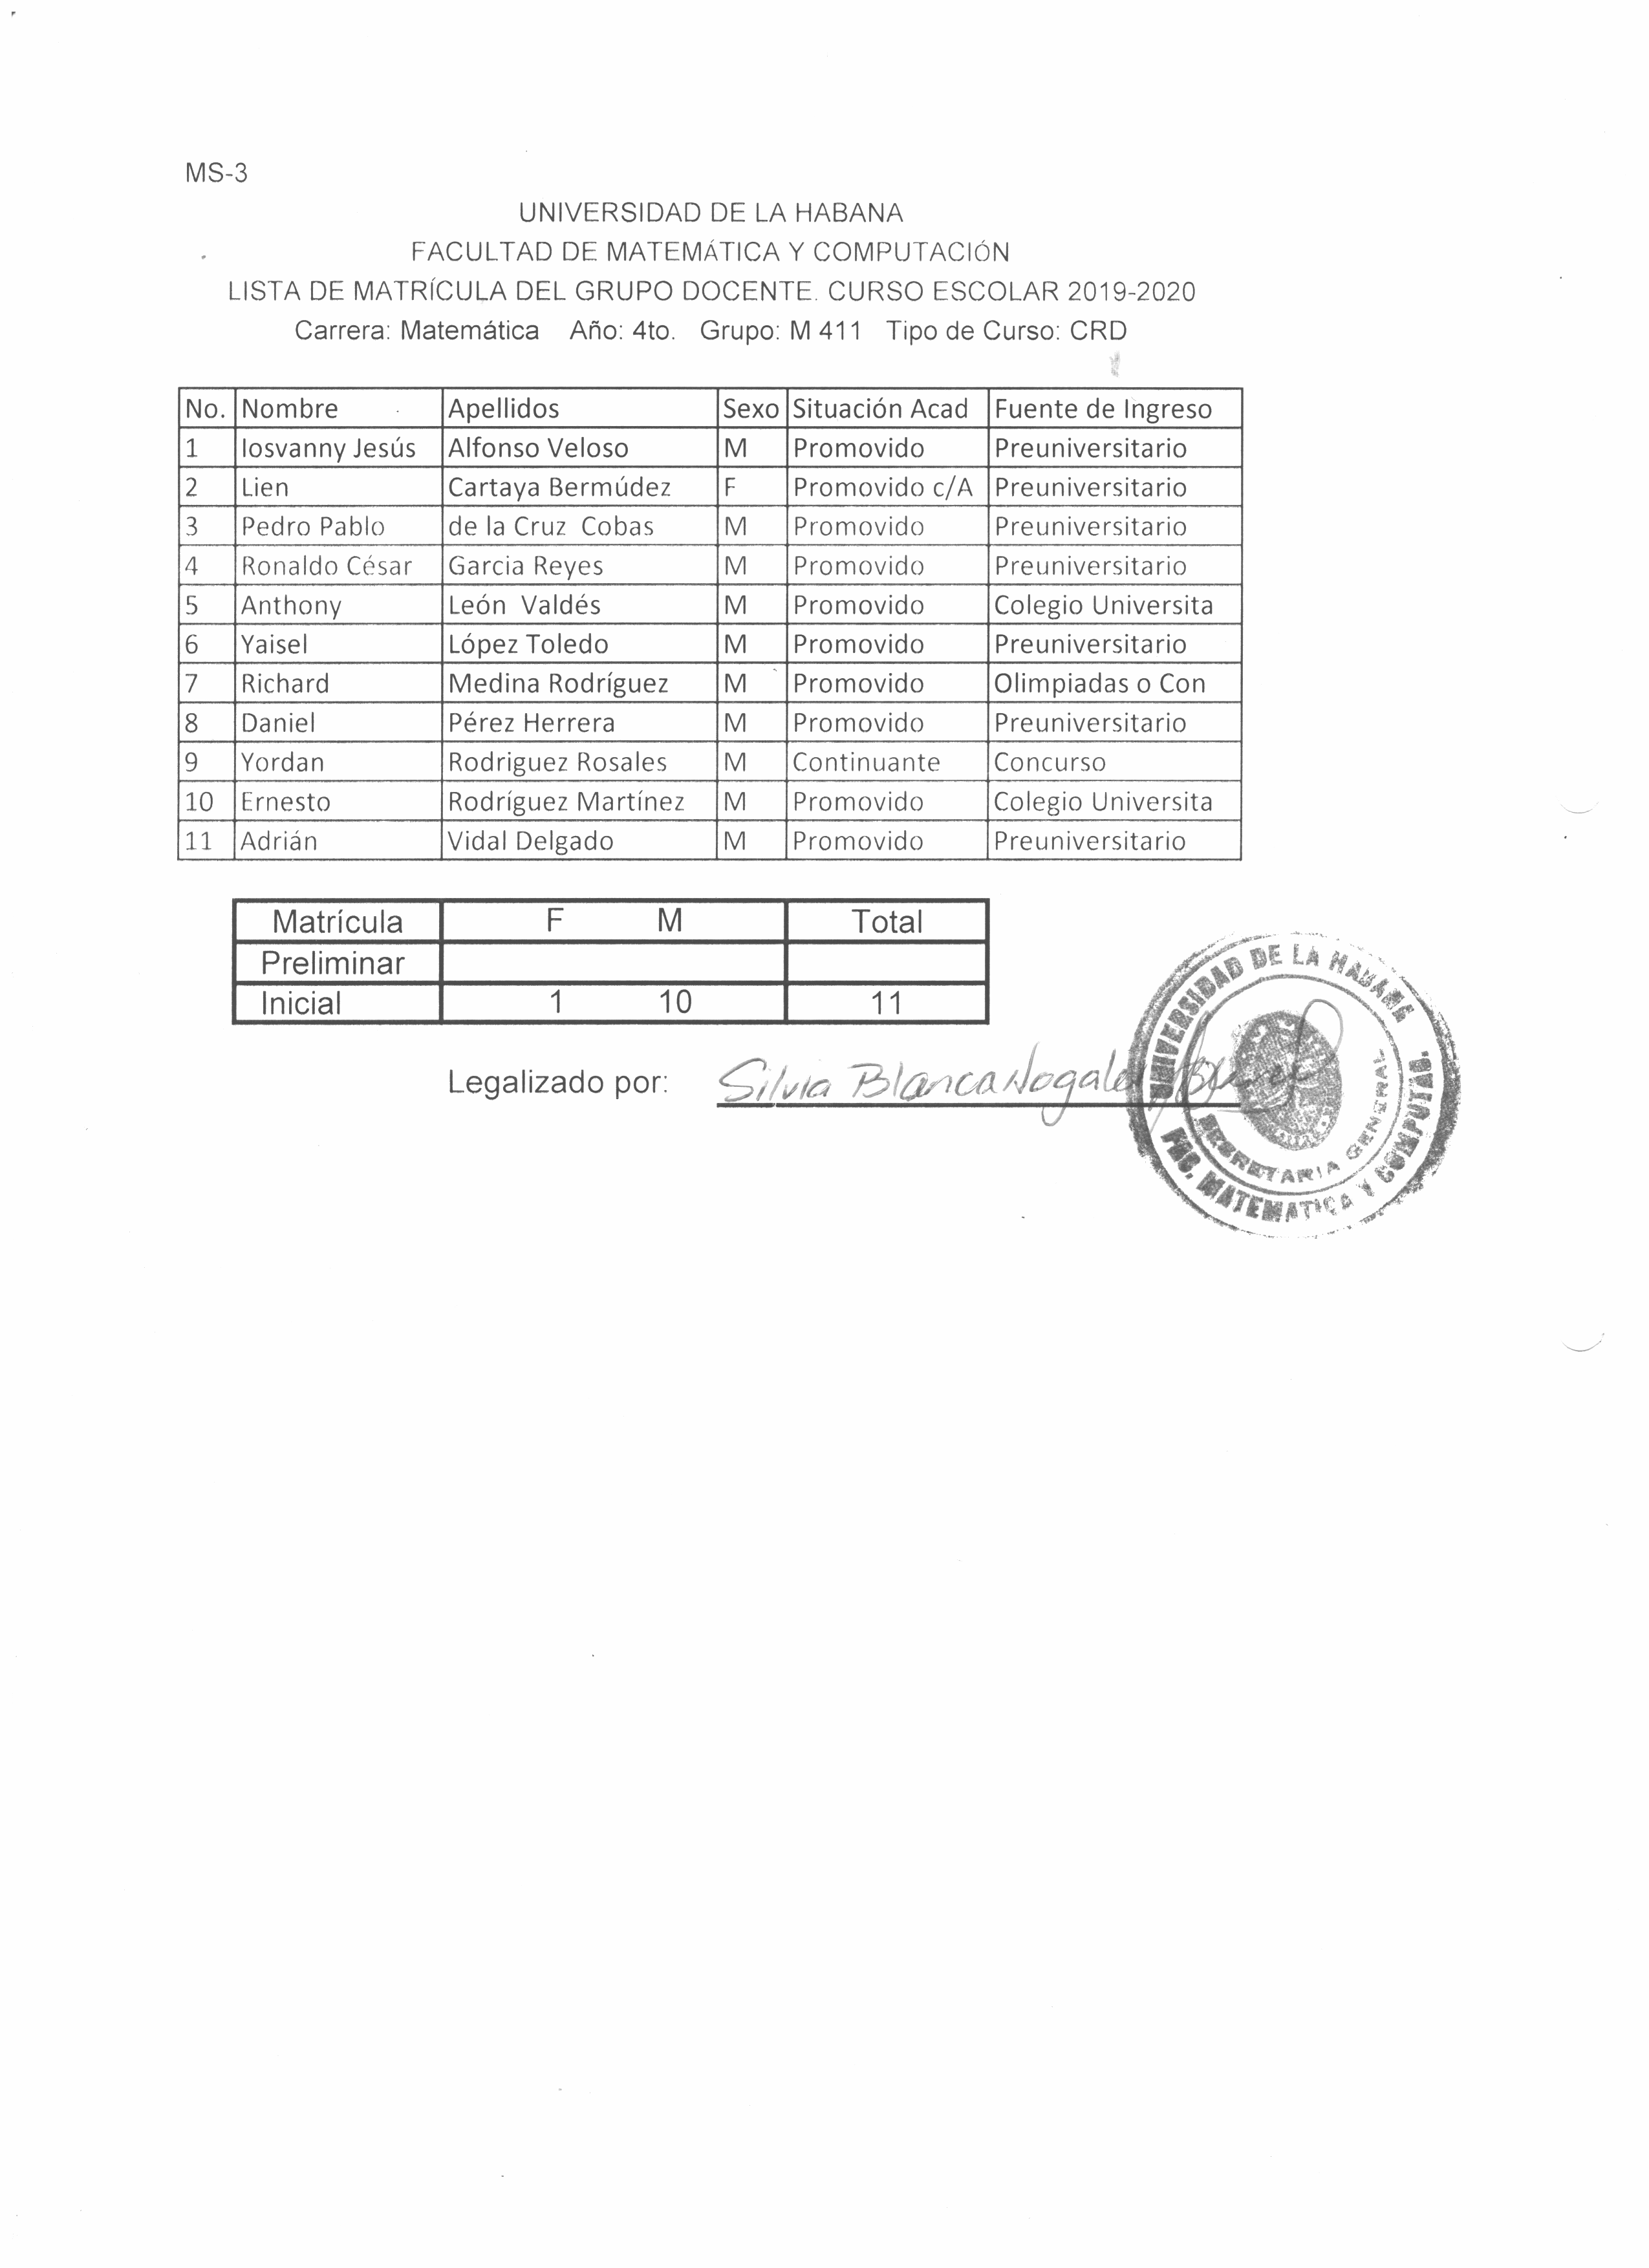 MS-3
UNIVERSIDAD DE LA HABANA
FACULTAD DE MATEMÁTICA Y COMPUTACIÓN
LISTA DE MATRÍCULA DEL GRUPO DOCENTE. CURSO ESCOLAR 2019-2020
Carrera: Matemática Año: 4to. Grupo: M 411 Tipo de Curso: CRD
No. Nombre Apellidos Sexo Situación Acad Fuente de Ingreso
1 Iosvanny Jesús Alfonso Veloso M Promovido Preuniversitario
2 Lien Cartaya Bermúdez F Promovido c/A Preuniversitario
3 Pedro Pablo de la Cruz Cobas M Promovido Preuniversitario
4 Ronaldo César Garcia Reyes M Promovido Preuniversitario
5 Anthony León Valdés M Promovido Colegio Universita
6 Yaisel López Toledo M Promovido Preuniversitario
7 Richard Medina Rodríguez M Promovido Olimpiadas o Con
8 Daniel Pérez Herrera M Promovido Preuniversitario
9 Yordan Rodriguez Rosales M Continuante Concurso
10 Ernesto Rodríguez Martínez M Promovido Colegio Universita
11 Adrián Vidal Delgado M Promovido Preuniversitario
Matrícula F M Total
Preliminar
Inicial 1 10 11
Legalizado por: Silvia Blanca Nogale
UNIVERSIDAD DE LA HABANA
SECRETARIA GENERAL
FAC. MATEMATICA Y COMPUTAC.